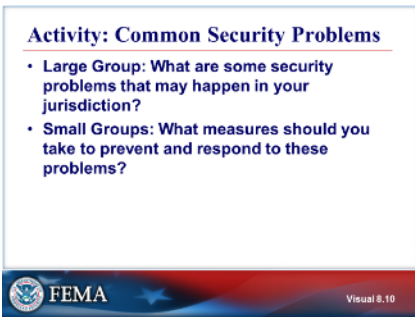 Activity: Common Security Problems
• Large Group: What are some security
problems that may happen in your
jurisdiction?
• Small Groups: What measures should you
take to prevent and respond to these
problems?
FEMA
Visual 8.10